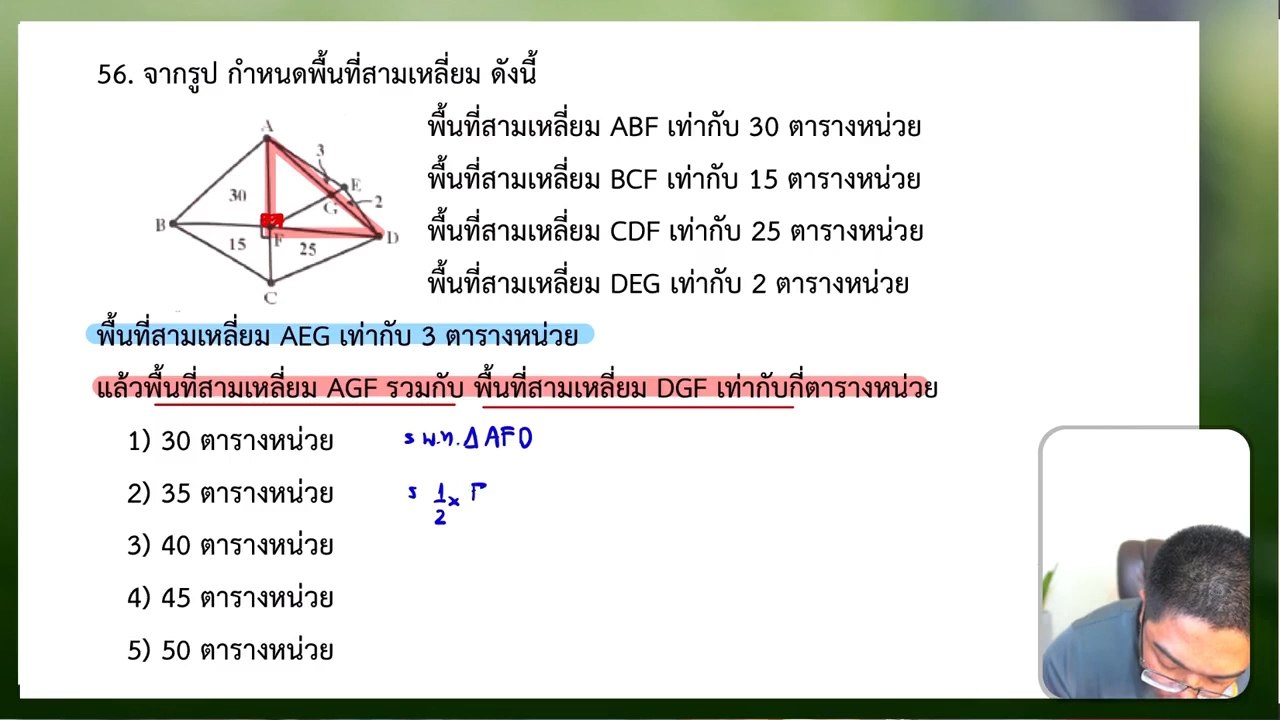 56. จากรูป กำหนดพื้นที่สามเหลี่ยม ดังนี้
A
3
E
30
G
2
B
F
D
15
25
C
พื้นที่สามเหลี่ยม ABF เท่ากับ 30 ตารางหน่วย
พื้นที่สามเหลี่ยม BCF เท่ากับ 15 ตารางหน่วย
พื้นที่สามเหลี่ยม CDF เท่ากับ 25 ตารางหน่วย
พื้นที่สามเหลี่ยม DEG เท่ากับ 2 ตารางหน่วย
พื้นที่สามเหลี่ยม AEG เท่ากับ 3 ตารางหน่วย
แล้วพื้นที่สามเหลี่ยม AGF รวมกับ พื้นที่สามเหลี่ยม DGF เท่ากับกี่ตารางหน่วย
1) 30 ตารางหน่วย
2) 35 ตารางหน่วย
3) 40 ตารางหน่วย
4) 45 ตารางหน่วย
5) 50 ตารางหน่วย
= พ.ท. Δ AFD
= 1/2 × F